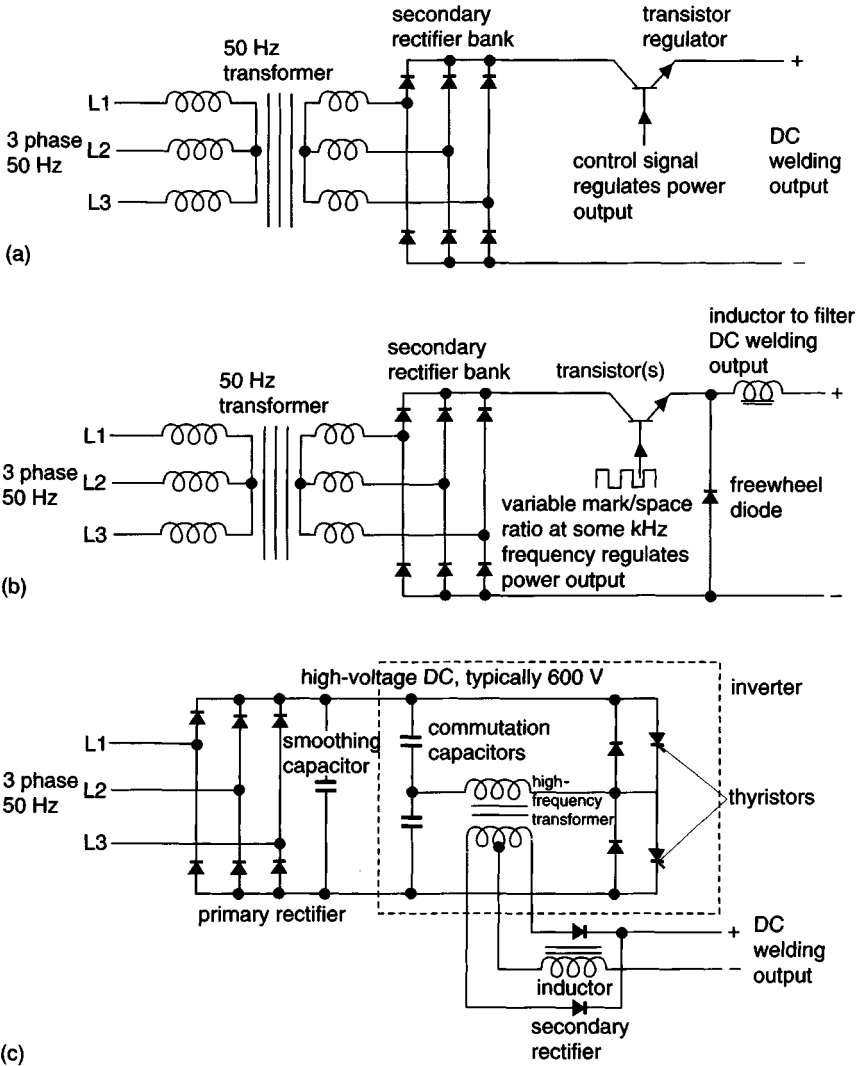 secondary
rectifier bank
transistor
regulator
50 Hz
transformer
+
L1
3 phase
50 Hz
L2
L3
control signal
regulates power
output
DC
welding
output
–
(a)
inductor to filter
DC welding
output
secondary
rectifier bank
transistor(s)
50 Hz
transformer
+
L1
3 phase
50 Hz
L2
L3
variable mark/space
ratio at some kHz
frequency regulates
power output
freewheel
diode
–
(b)
high-voltage DC, typically 600 V
inverter
L1
3 phase
50 Hz
L2
L3
smoothing
capacitor
commutation
capacitors
high-
frequency
transformer
thyristors
primary rectifier
+
–
DC
welding
output
inductor
secondary
rectifier
(c)